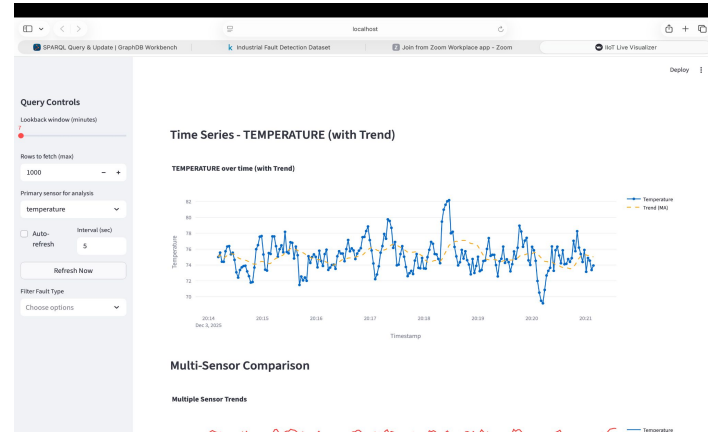 localhost
SPARQL Query & Update | GraphDB Workbench
Industrial Fault Detection Dataset
Join from Zoom Workplace app - Zoom
IIoT Live Visualizer
Deploy
Query Controls
Lookback window (minutes)
7
Rows to fetch (max)
1000
Primary sensor for analysis
temperature
Auto-refresh
Interval (sec)
5
Refresh Now
Filter Fault Type
Choose options
Time Series - TEMPERATURE (with Trend)
TEMPERATURE over time (with Trend)
Temperature
Trend (MA)
82
80
78
76
74
72
70
Temperature
20:14
Dec 3, 2025
20:15
20:16
20:17
20:18
20:19
20:20
20:21
Timestamp
Multi-Sensor Comparison
Multiple Sensor Trends
Temperature